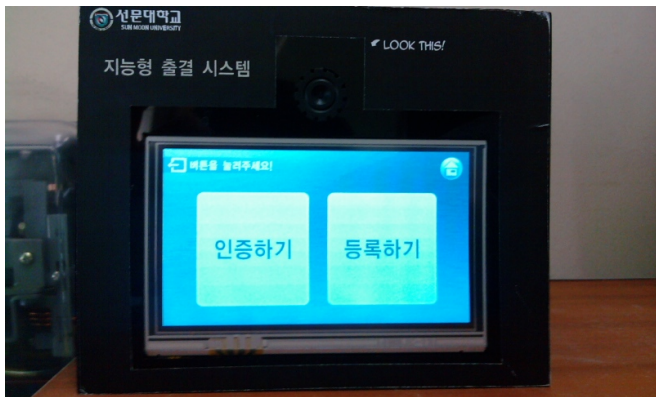 선문대학교
SUN MOON UNIVERSITY
LOOK THIS!
지능형 출결 시스템
버튼을 눌러주세요!
인증하기
등록하기